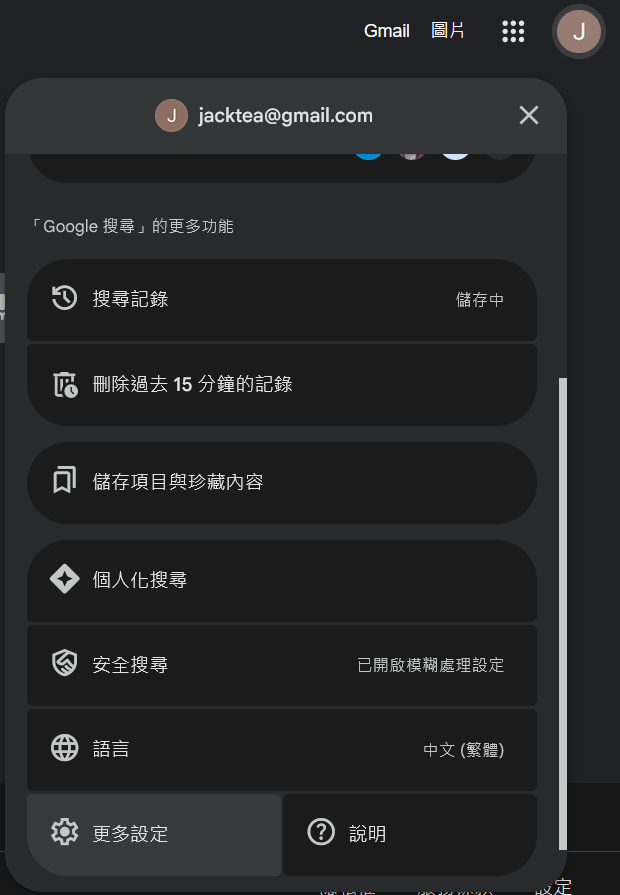 Gmail 圖片
J
J jacktea@gmail.com
「Google 搜尋」的更多功能
搜尋記錄 儲存中
刪除過去 15 分鐘的記錄
儲存項目與珍藏內容
個人化搜尋
安全搜尋 已開啟模糊處理設定
語言 中文 (繁體)
更多設定 說明
設定